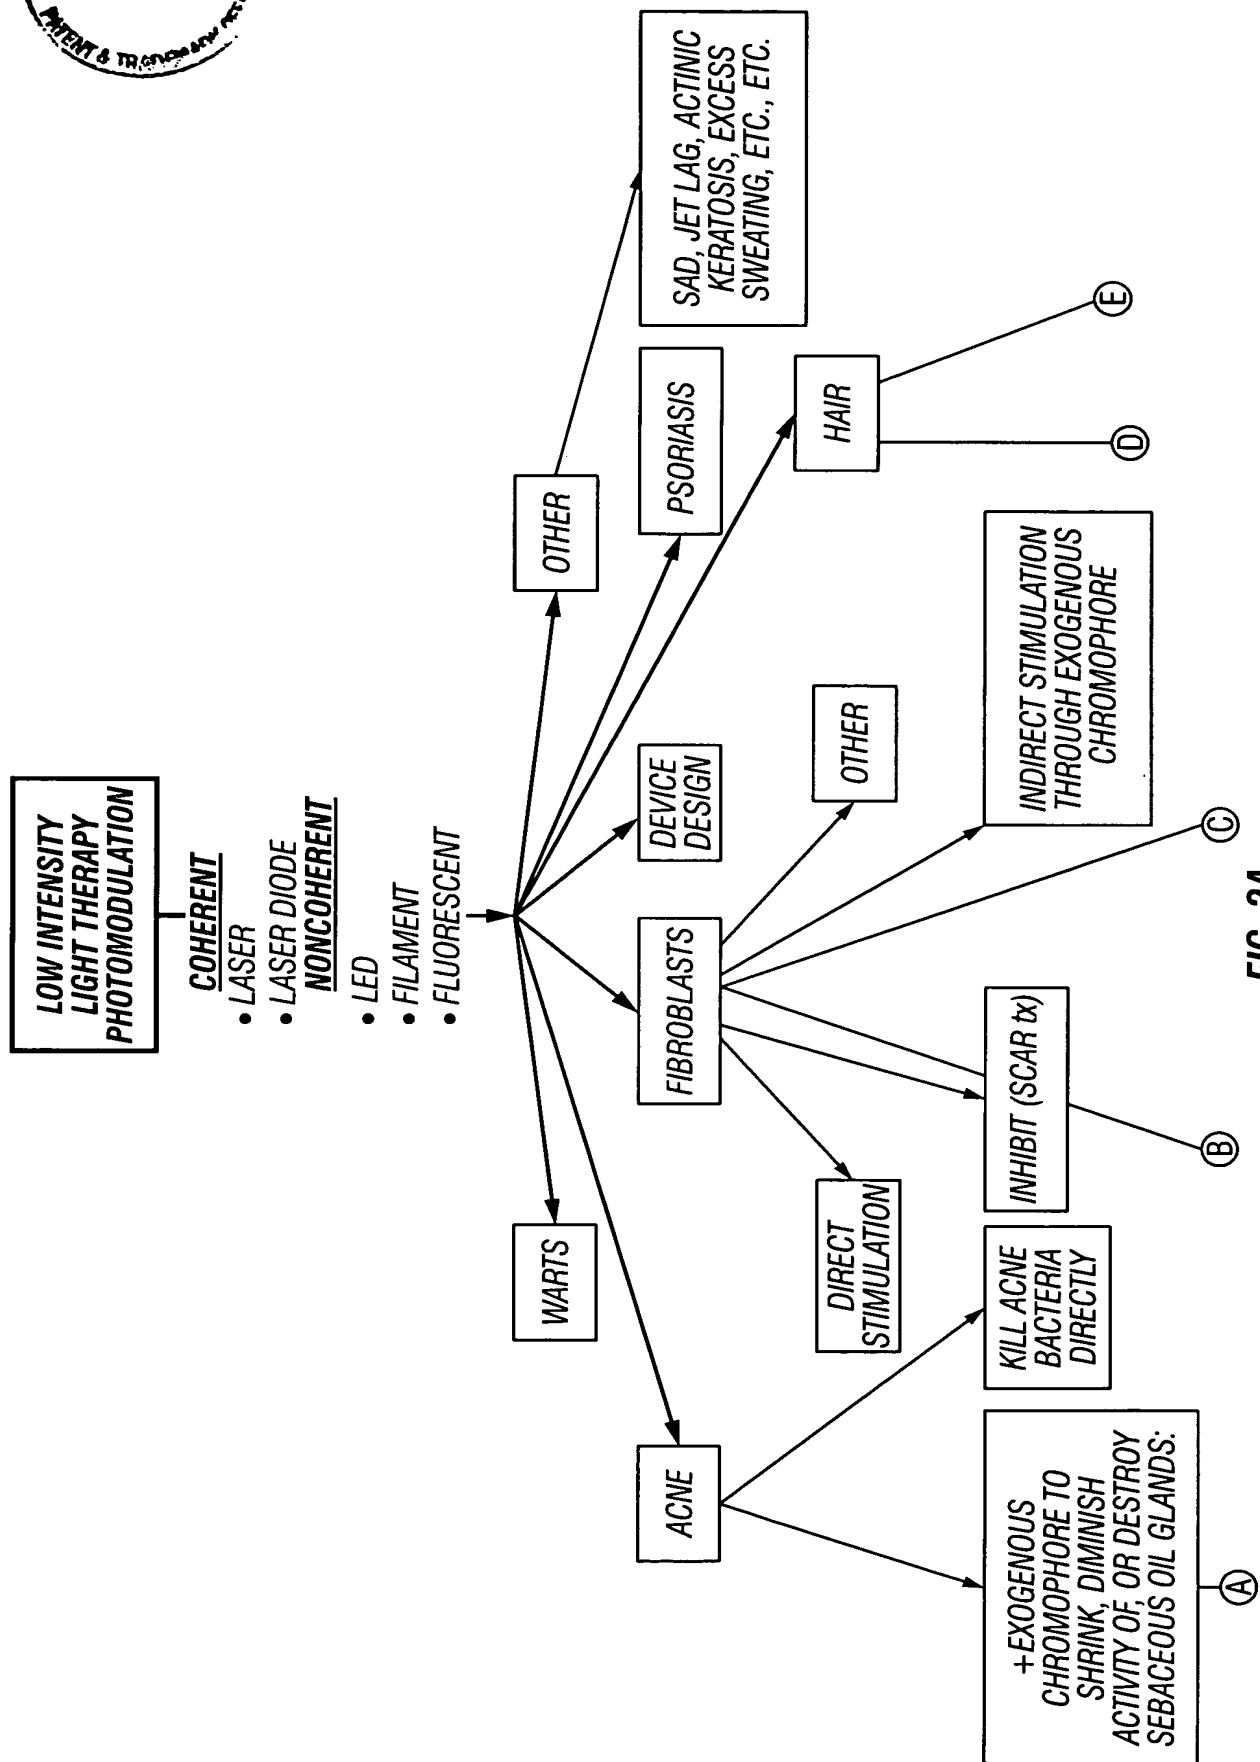 PATENT & TRADEMARK
LOW INTENSITY
LIGHT THERAPY
PHOTOMODULATION
COHERENT
• LASER
• LASER DIODE
NONCOHERENT
• LED
• FILAMENT
• FLUORESCENT
WARTS
OTHER
ACNE
FIBROBLASTS
DEVICE
DESIGN
PSORIASIS
SAD, JET LAG, ACTINIC
KERATOSIS, EXCESS
SWEATING, ETC., ETC.
DIRECT
STIMULATION
OTHER
HAIR
+EXOGENOUS
CHROMOPHORE TO
SHRINK, DIMINISH
ACTIVITY OF, OR DESTROY
SEBACEOUS OIL GLANDS:
KILL ACNE
BACTERIA
DIRECTLY
INHIBIT (SCAR tx)
INDIRECT STIMULATION
THROUGH EXOGENOUS
CHROMOPHORE
A
B
C
D
E
FIG. 2A